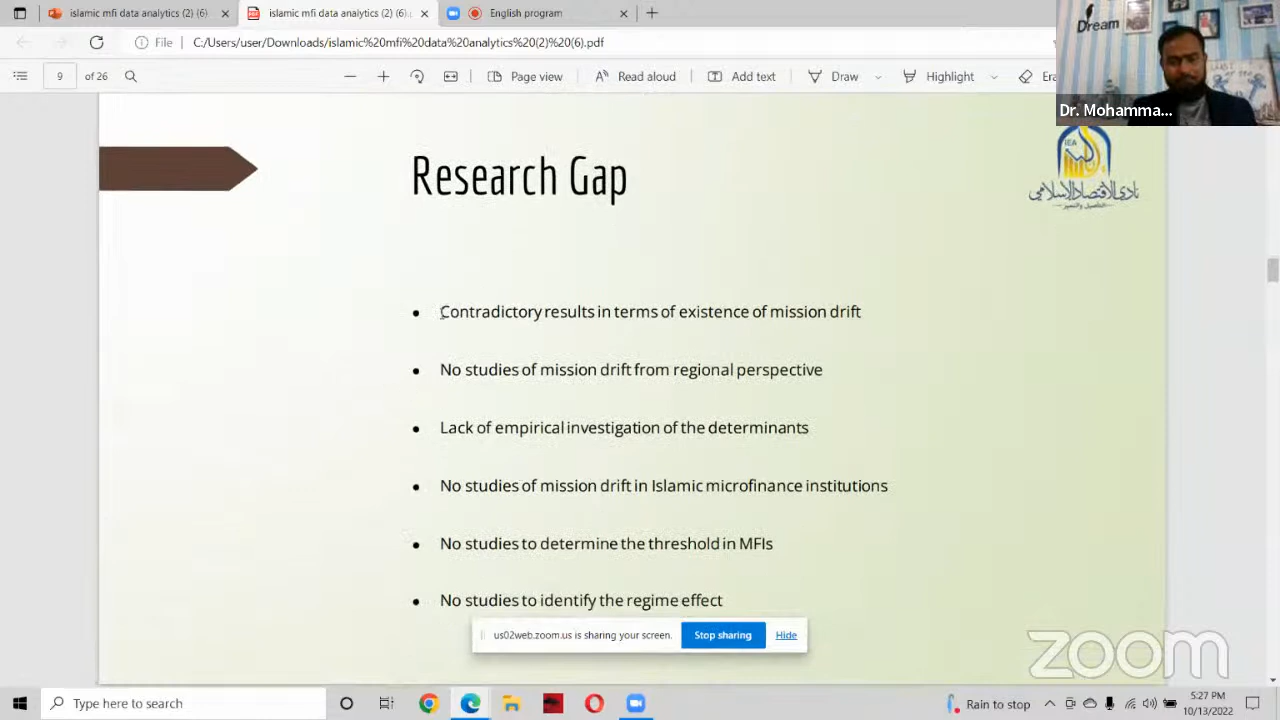 islamic mfi data analytics (2) (6)
islamic mfi data analytics (2) (6).
English program
File
C:/Users/user/Downloads/islamic%20mfi%20data%20analytics%20(2)%20(6).pdf
9 of 26
Page view
Read aloud
Add text
Draw
Highlight
Era
Dream
Dr. Mohamma...
IEA
نادي الاقتصاد الإسلامي
Research Gap
• Contradictory results in terms of existence of mission drift
• No studies of mission drift from regional perspective
• Lack of empirical investigation of the determinants
• No studies of mission drift in Islamic microfinance institutions
• No studies to determine the threshold in MFIs
• No studies to identify the regime effect
us02web.zoom.us is sharing your screen.
Stop sharing
Hide
zoom
Type here to search
Rain to stop
5:27 PM
10/13/2022